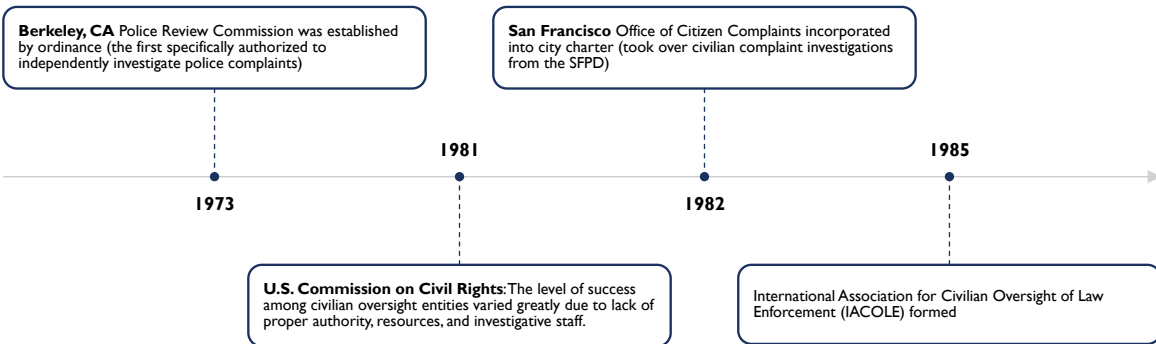 Berkeley, CA Police Review Commission was established
by ordinance (the first specifically authorized to
independently investigate police complaints)
San Francisco Office of Citizen Complaints incorporated
into city charter (took over civilian complaint investigations
from the SFPD)
1981
1985
1973
1982
U.S. Commission on Civil Rights: The level of success
among civilian oversight entities varied greatly due to lack of
proper authority, resources, and investigative staff.
International Association for Civilian Oversight of Law
Enforcement (IACOLE) formed